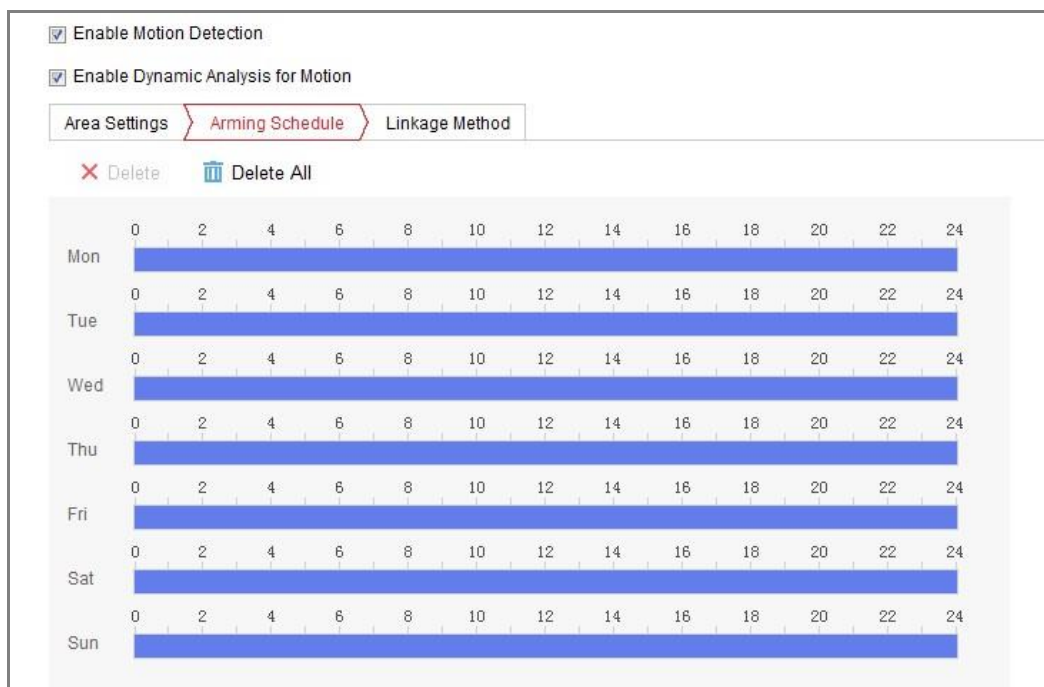 Enable Motion Detection
Enable Dynamic Analysis for Motion
Area Settings Arming Schedule Linkage Method
Delete Delete All
0 2 4 6 8 10 12 14 16 18 20 22 24
Mon
0 2 4 6 8 10 12 14 16 18 20 22 24
Tue
0 2 4 6 8 10 12 14 16 18 20 22 24
Wed
0 2 4 6 8 10 12 14 16 18 20 22 24
Thu
0 2 4 6 8 10 12 14 16 18 20 22 24
Fri
0 2 4 6 8 10 12 14 16 18 20 22 24
Sat
0 2 4 6 8 10 12 14 16 18 20 22 24
Sun